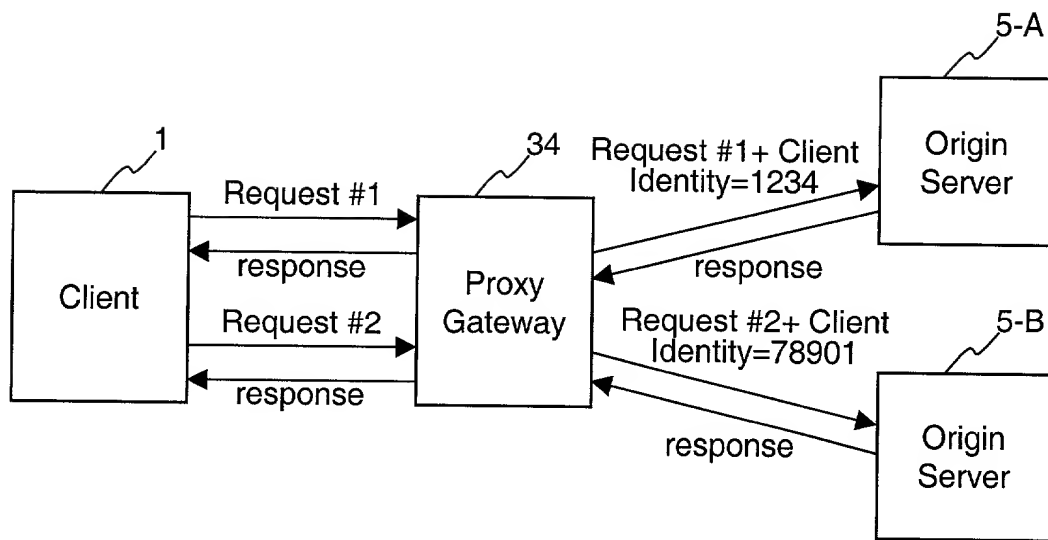 5-A
1
34
Request #1+ Client
Identity=1234
Origin
Server
Request #1
response
response
Client
Proxy
Gateway
Request #2
Request #2+ Client
Identity=78901
5-B
response
response
Origin
Server